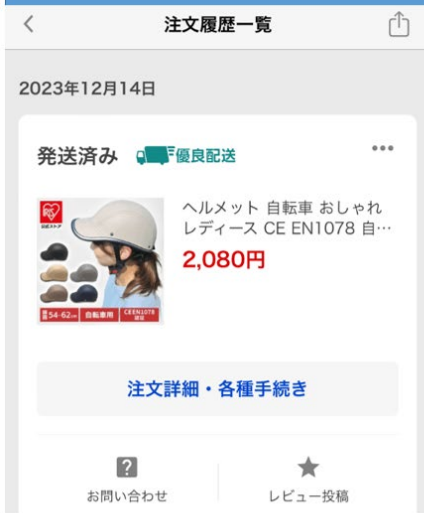 注文履歴一覧
2023年12月14日
発送済み 優良配送
ヘルメット 自転車 おしゃれ
レディース CE EN1078 自…
2,080円
54-62cm 自転車用 CE EN1078
注文詳細・各種手続き
お問い合わせ レビュー投稿